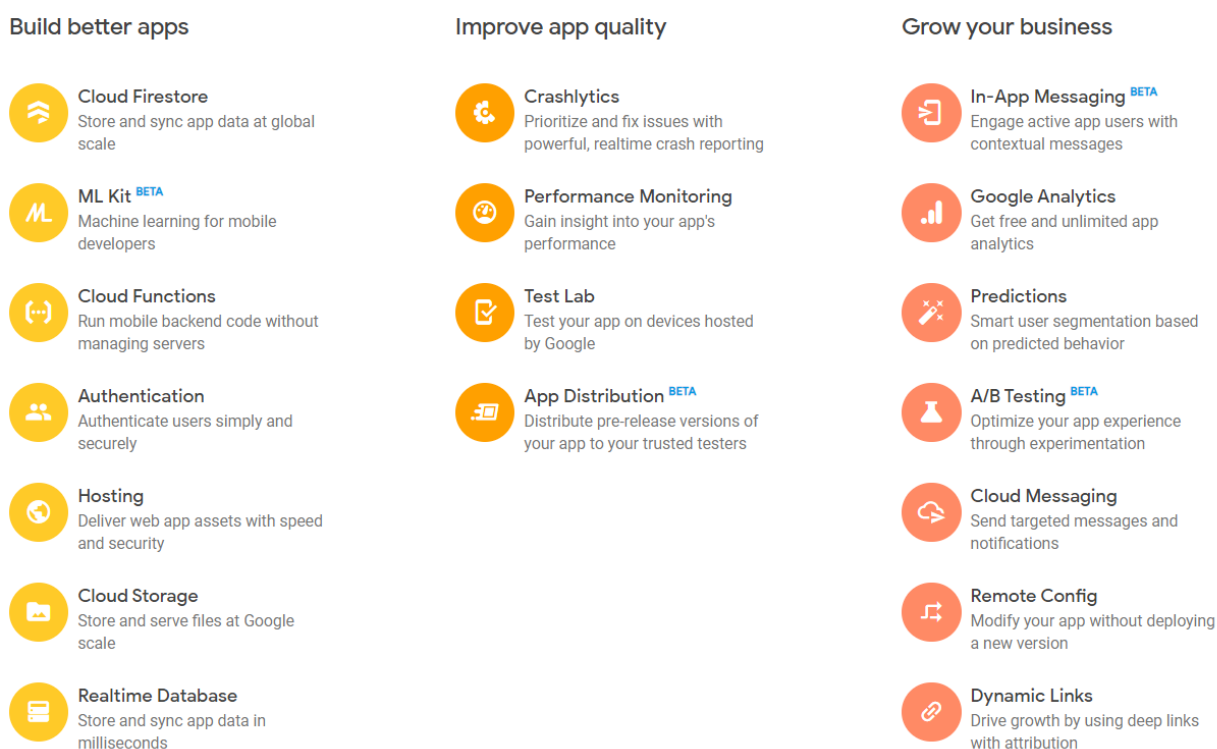 Build better apps
Cloud Firestore
Store and sync app data at global
scale
ML Kit BETA
Machine learning for mobile
developers
Cloud Functions
Run mobile backend code without
managing servers
Authentication
Authenticate users simply and
securely
Hosting
Deliver web app assets with speed
and security
Cloud Storage
Store and serve files at Google
scale
Realtime Database
Store and sync app data in
milliseconds
Improve app quality
Crashlytics
Prioritize and fix issues with
powerful, realtime crash reporting
Performance Monitoring
Gain insight into your app's
performance
Test Lab
Test your app on devices hosted
by Google
App Distribution BETA
Distribute pre-release versions of
your app to your trusted testers
Grow your business
In-App Messaging BETA
Engage active app users with
contextual messages
Google Analytics
Get free and unlimited app
analytics
Predictions
Smart user segmentation based
on predicted behavior
A/B Testing BETA
Optimize your app experience
through experimentation
Cloud Messaging
Send targeted messages and
notifications
Remote Config
Modify your app without deploying
a new version
Dynamic Links
Drive growth by using deep links
with attribution